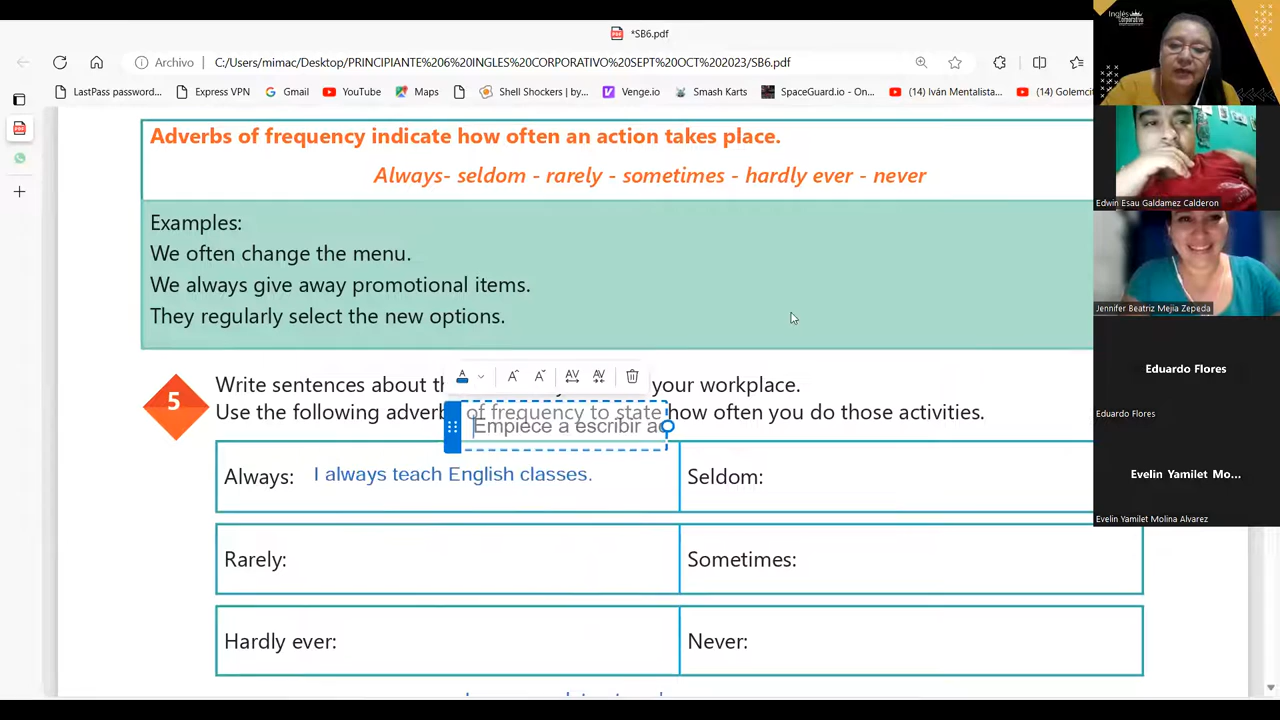 *SB6.pdf
Archivo
C:/Users/mimac/Desktop/PRINCIPIANTE%206%20INGLES%20CORPORATIVO%20SEPT%20OCT%202023/SB6.pdf
LastPass password...
Express VPN
Gmail
YouTube
Maps
Shell Shockers | by...
Venge.io
Smash Karts
SpaceGuard.io - On...
(14) Iván Mentalista...
(14) Golemcit
Adverbs of frequency indicate how often an action takes place.
Always- seldom - rarely - sometimes - hardly ever - never
Examples:
We often change the menu.
We always give away promotional items.
They regularly select the new options.
5
Write sentences about th your workplace.
Use the following adverb of frequency to state how often you do those activities.
Empiece a escribir ac
Always: I always teach English classes.
Seldom:
Rarely:
Sometimes:
Hardly ever:
Never:
Inglés
Corporativo
Edwin Esau Galdamez Calderon
Jennifer Beatriz Mejia Zepeda
Eduardo Flores
Eduardo Flores
Evelin Yamilet Mo...
Evelin Yamilet Molina Alvarez